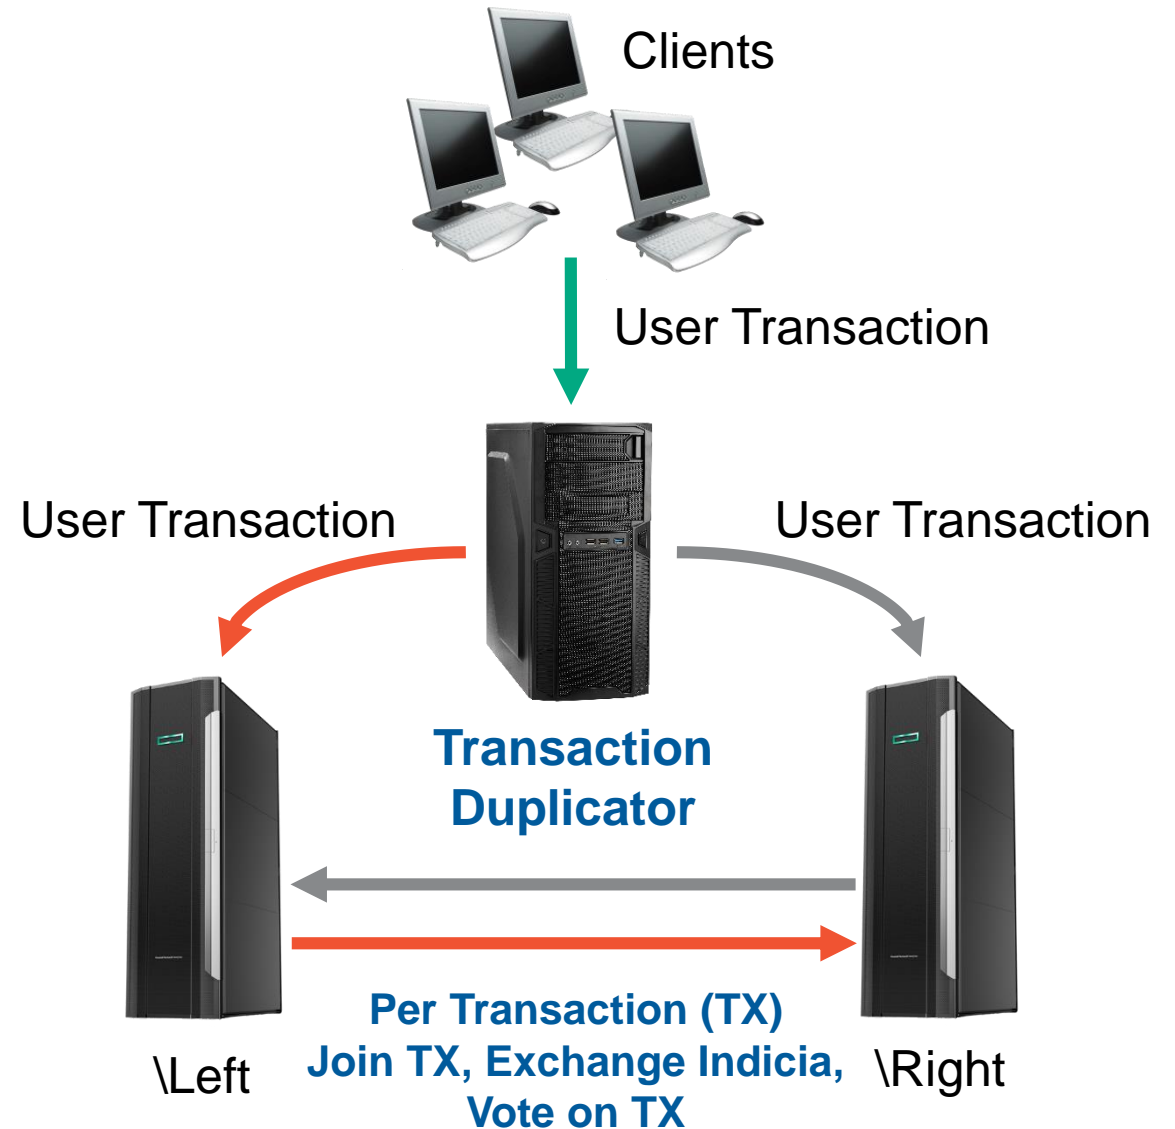 Clients
User Transaction
User Transaction
User Transaction
Transaction
Duplicator
Per Transaction (TX)
Join TX, Exchange Indicia,
Vote on TX
\Left
\Right